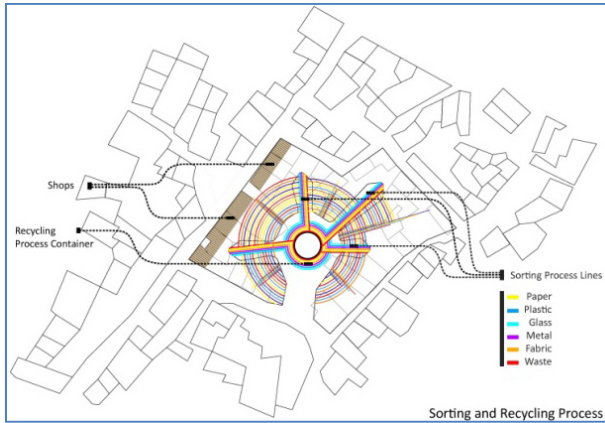 Shops
Recycling
Process Container
Sorting Process Lines
Paper
Plastic
Glass
Metal
Fabric
Waste
Sorting and Recycling Process